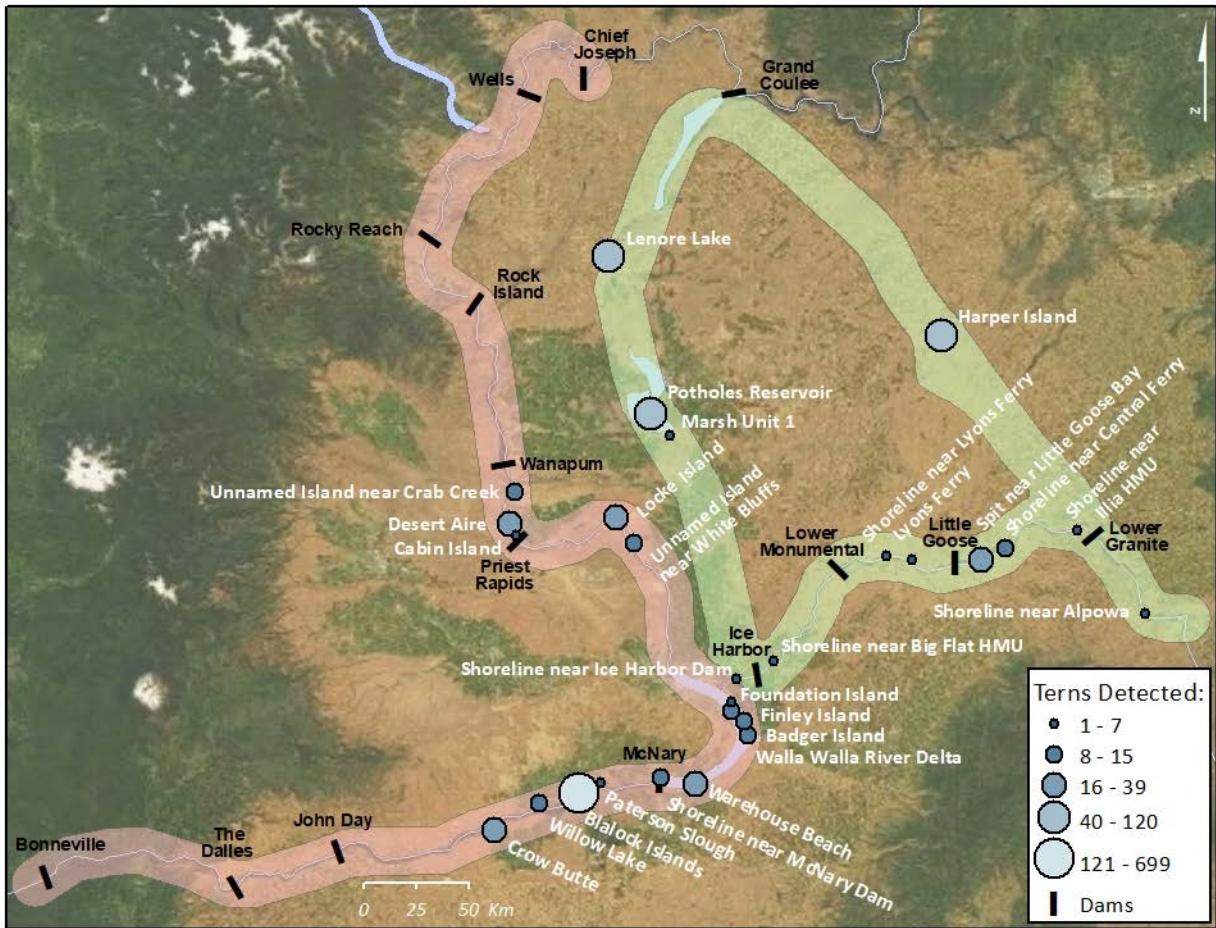 Chief
Joseph
Wells
Grand
Coulee
N
Rocky Reach
Lenore Lake
Rock
Island
Harper Island
Potholes Reservoir
Marsh Unit 1
Wanapum
Unnamed Island near Crab Creek
Desert Aire
Cabin Island
Priest
Rapids
Locke Island
Unnamed Island
near White Bluffs
Lower
Monumental
Shoreline near Lyons Ferry
Lyons Ferry
Little
Goose
Spit near Little Goose Bay
Shoreline near Central Ferry
Shoreline near
Illia HMU
Lower
Granite
Shoreline near Alpowa
Ice
Harbor
Shoreline near Big Flat HMU
Shoreline near Ice Harbor Dam
Foundation Island
Finley Island
Badger Island
Walla Walla River Delta
McNary
Warehouse Beach
Shoreline near McNary Dam
Paterson Slough
Blalock Islands
Willow Lake
Crow Butte
John Day
The
Dalles
Bonneville
0 25 50 Km
Terns Detected:
1 - 7
8 - 15
16 - 39
40 - 120
121 - 699
Dams